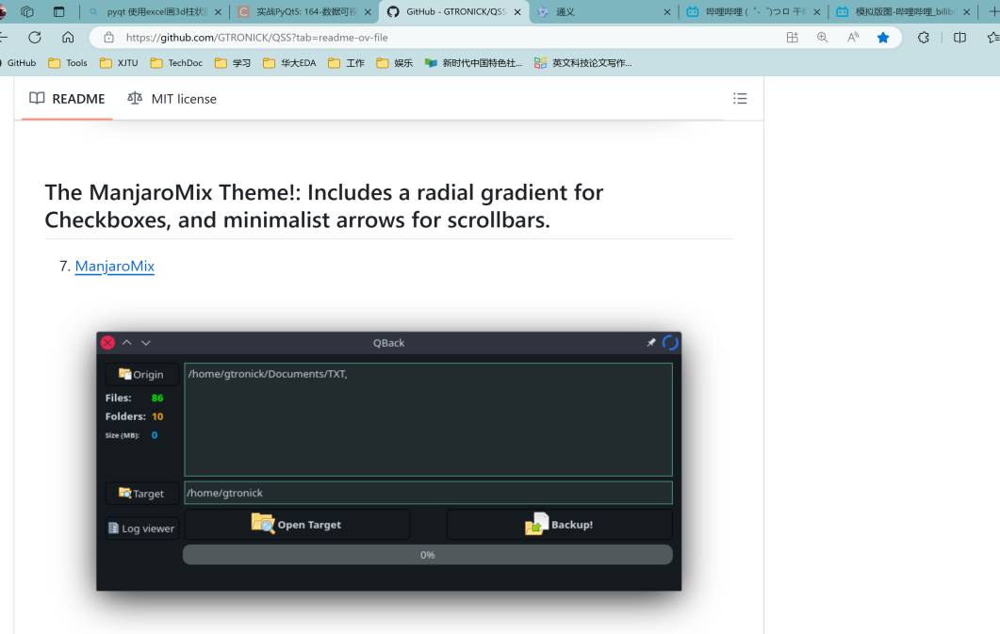 pyqt 使用excel画3d柱状
实战PyQt5: 164-数据可视
GitHub - GTRONICK/QSS
通义
哔哩哔哩 (゜-゜)つロ 干
模拟版图-哔哩哔哩_bilib
https://github.com/GTRONICK/QSS?tab=readme-ov-file
GitHub
Tools
XJTU
TechDoc
学习
华大EDA
工作
娱乐
新时代中国特色社...
英文科技论文写作...
README
MIT license
The ManjaroMix Theme!: Includes a radial gradient for
Checkboxes, and minimalist arrows for scrollbars.
7. ManjaroMix
QBack
Origin
/home/gtronick/Documents/TXT,
Files: 86
Folders: 10
Size (MB): 0
Target
/home/gtronick
Log viewer
Open Target
Backup!
0%